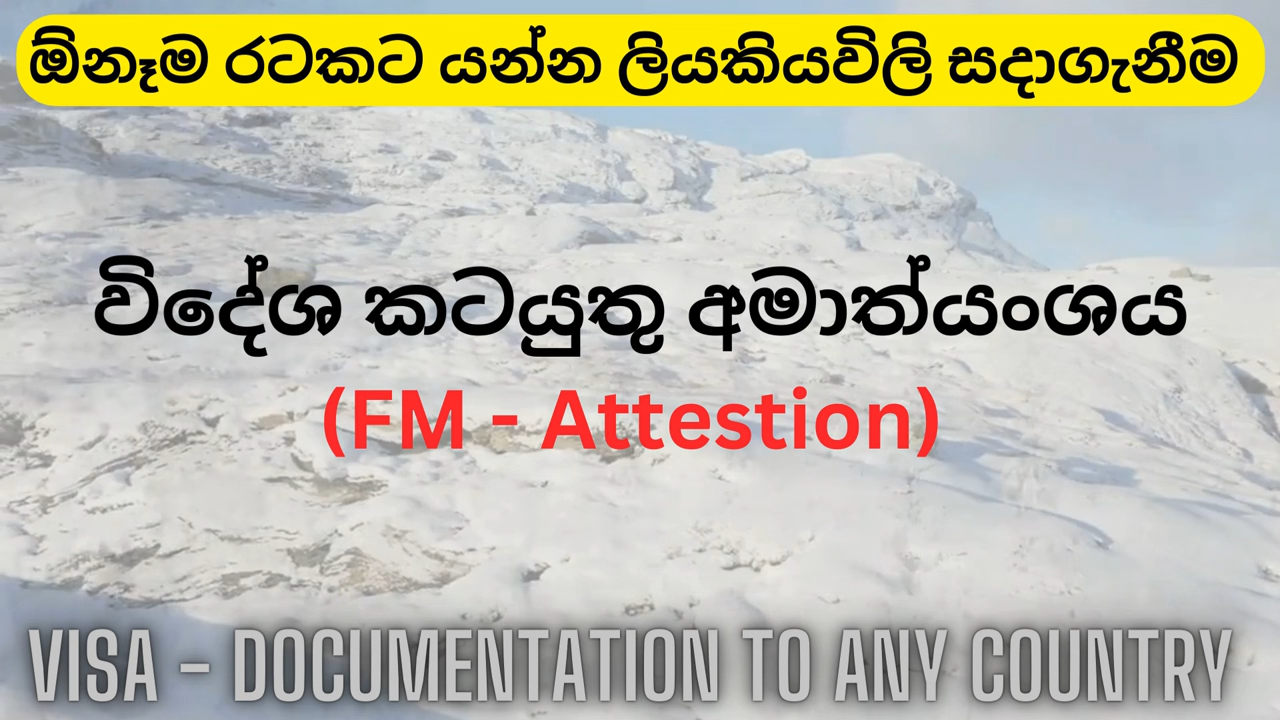 ඕනෑම රටකට යන්න ලියකියවිලි සදාගැනීම
විදේශ කටයුතු අමාත්යංශය
(FM - Attestion)
VISA - DOCUMENTATION TO ANY COUNTRY